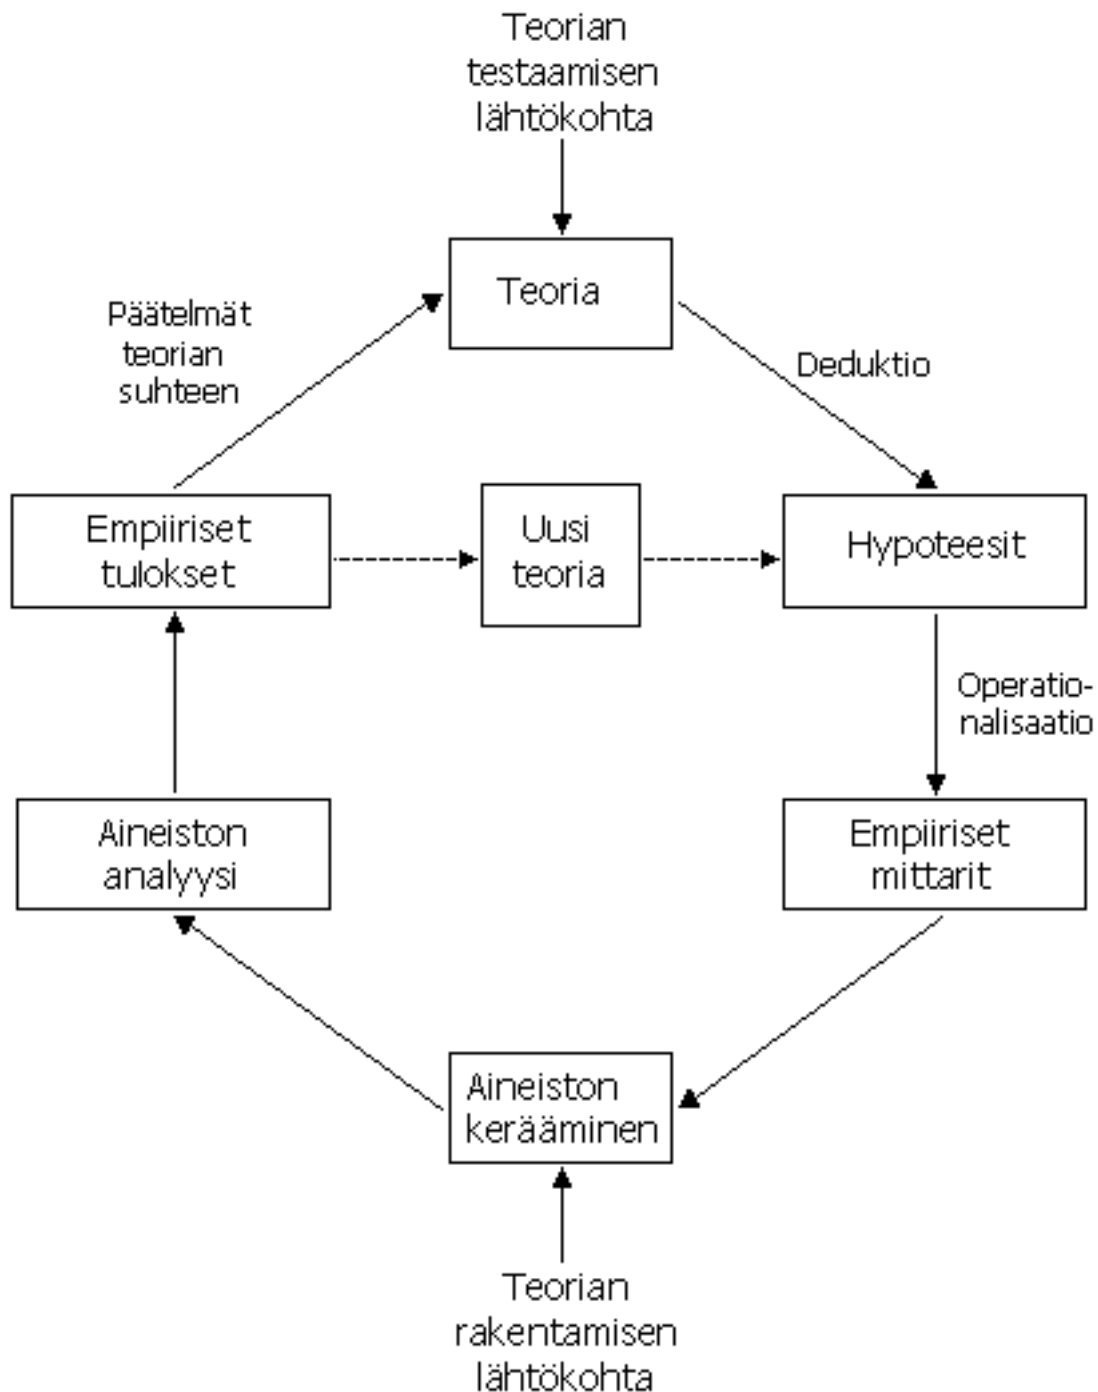 Teorian
testaamisen
lähtökohta
Teoria
Päätelmät
teorian
suhteen
Deduktio
Empiiriset
tulokset
Uusi
teoria
Hypoteesit
Operatio-
nalisaatio
Aineiston
analyysi
Empiiriset
mittarit
Aineiston
kerääminen
Teorian
rakentamisen
lähtökohta